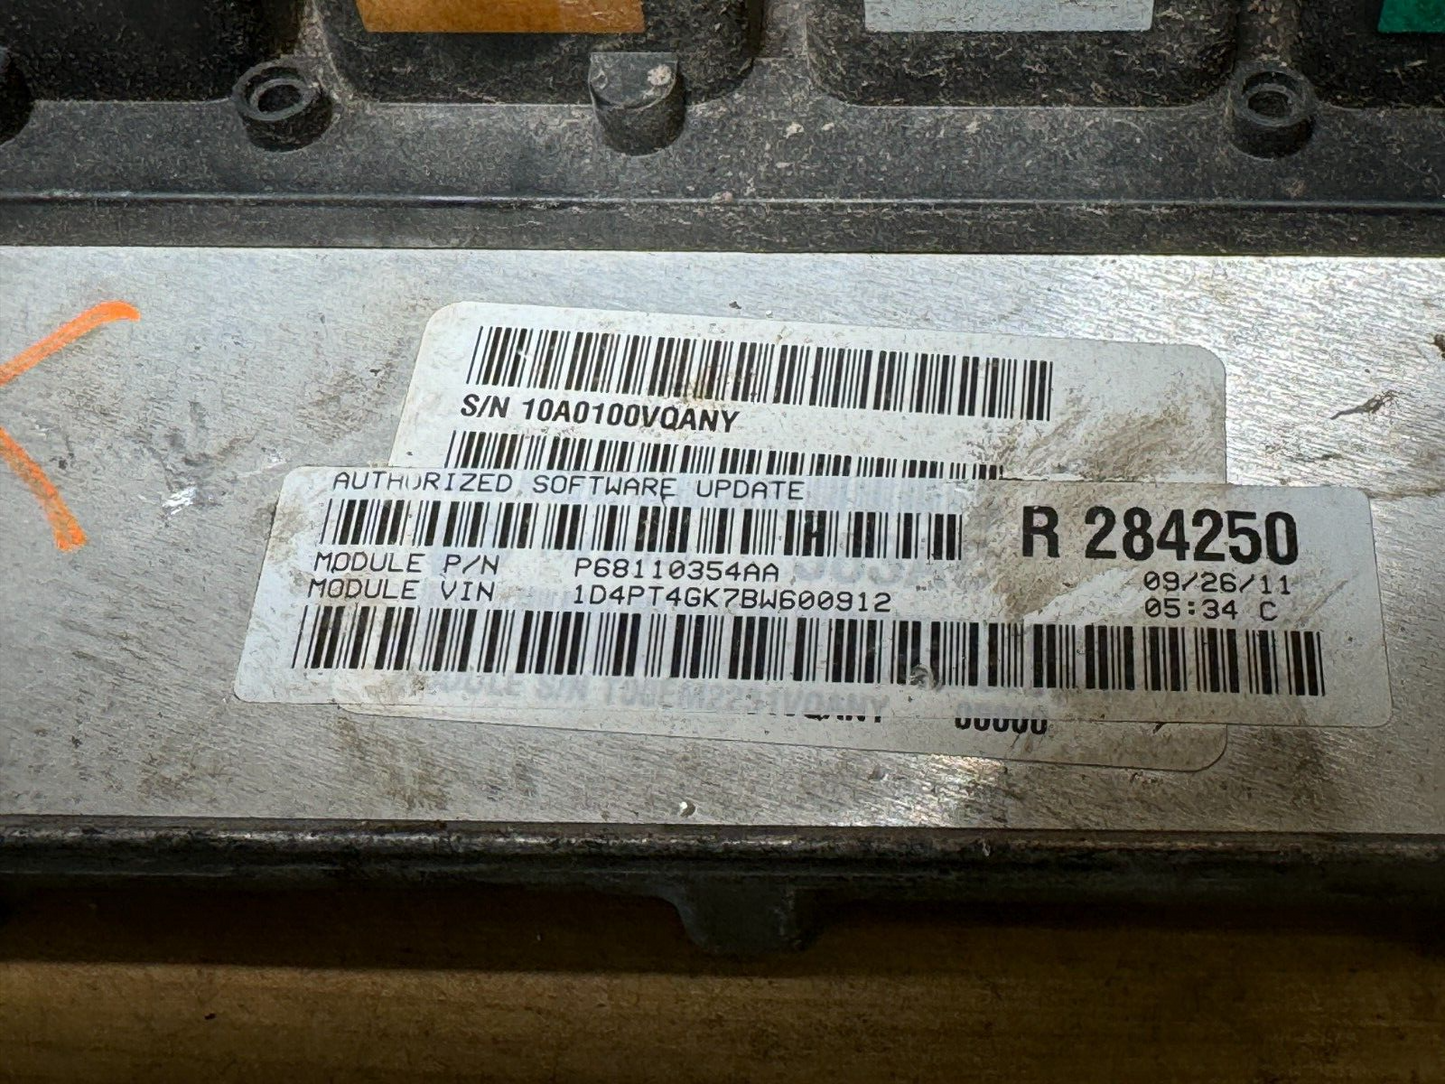 S/N 10A0100VQANY
AUTHORIZED SOFTWARE UPDATE
R 284250
MODULE P/N P68110354AA
09/26/11
MODULE VIN 1D4PT4GK7BW600912
05:34 C